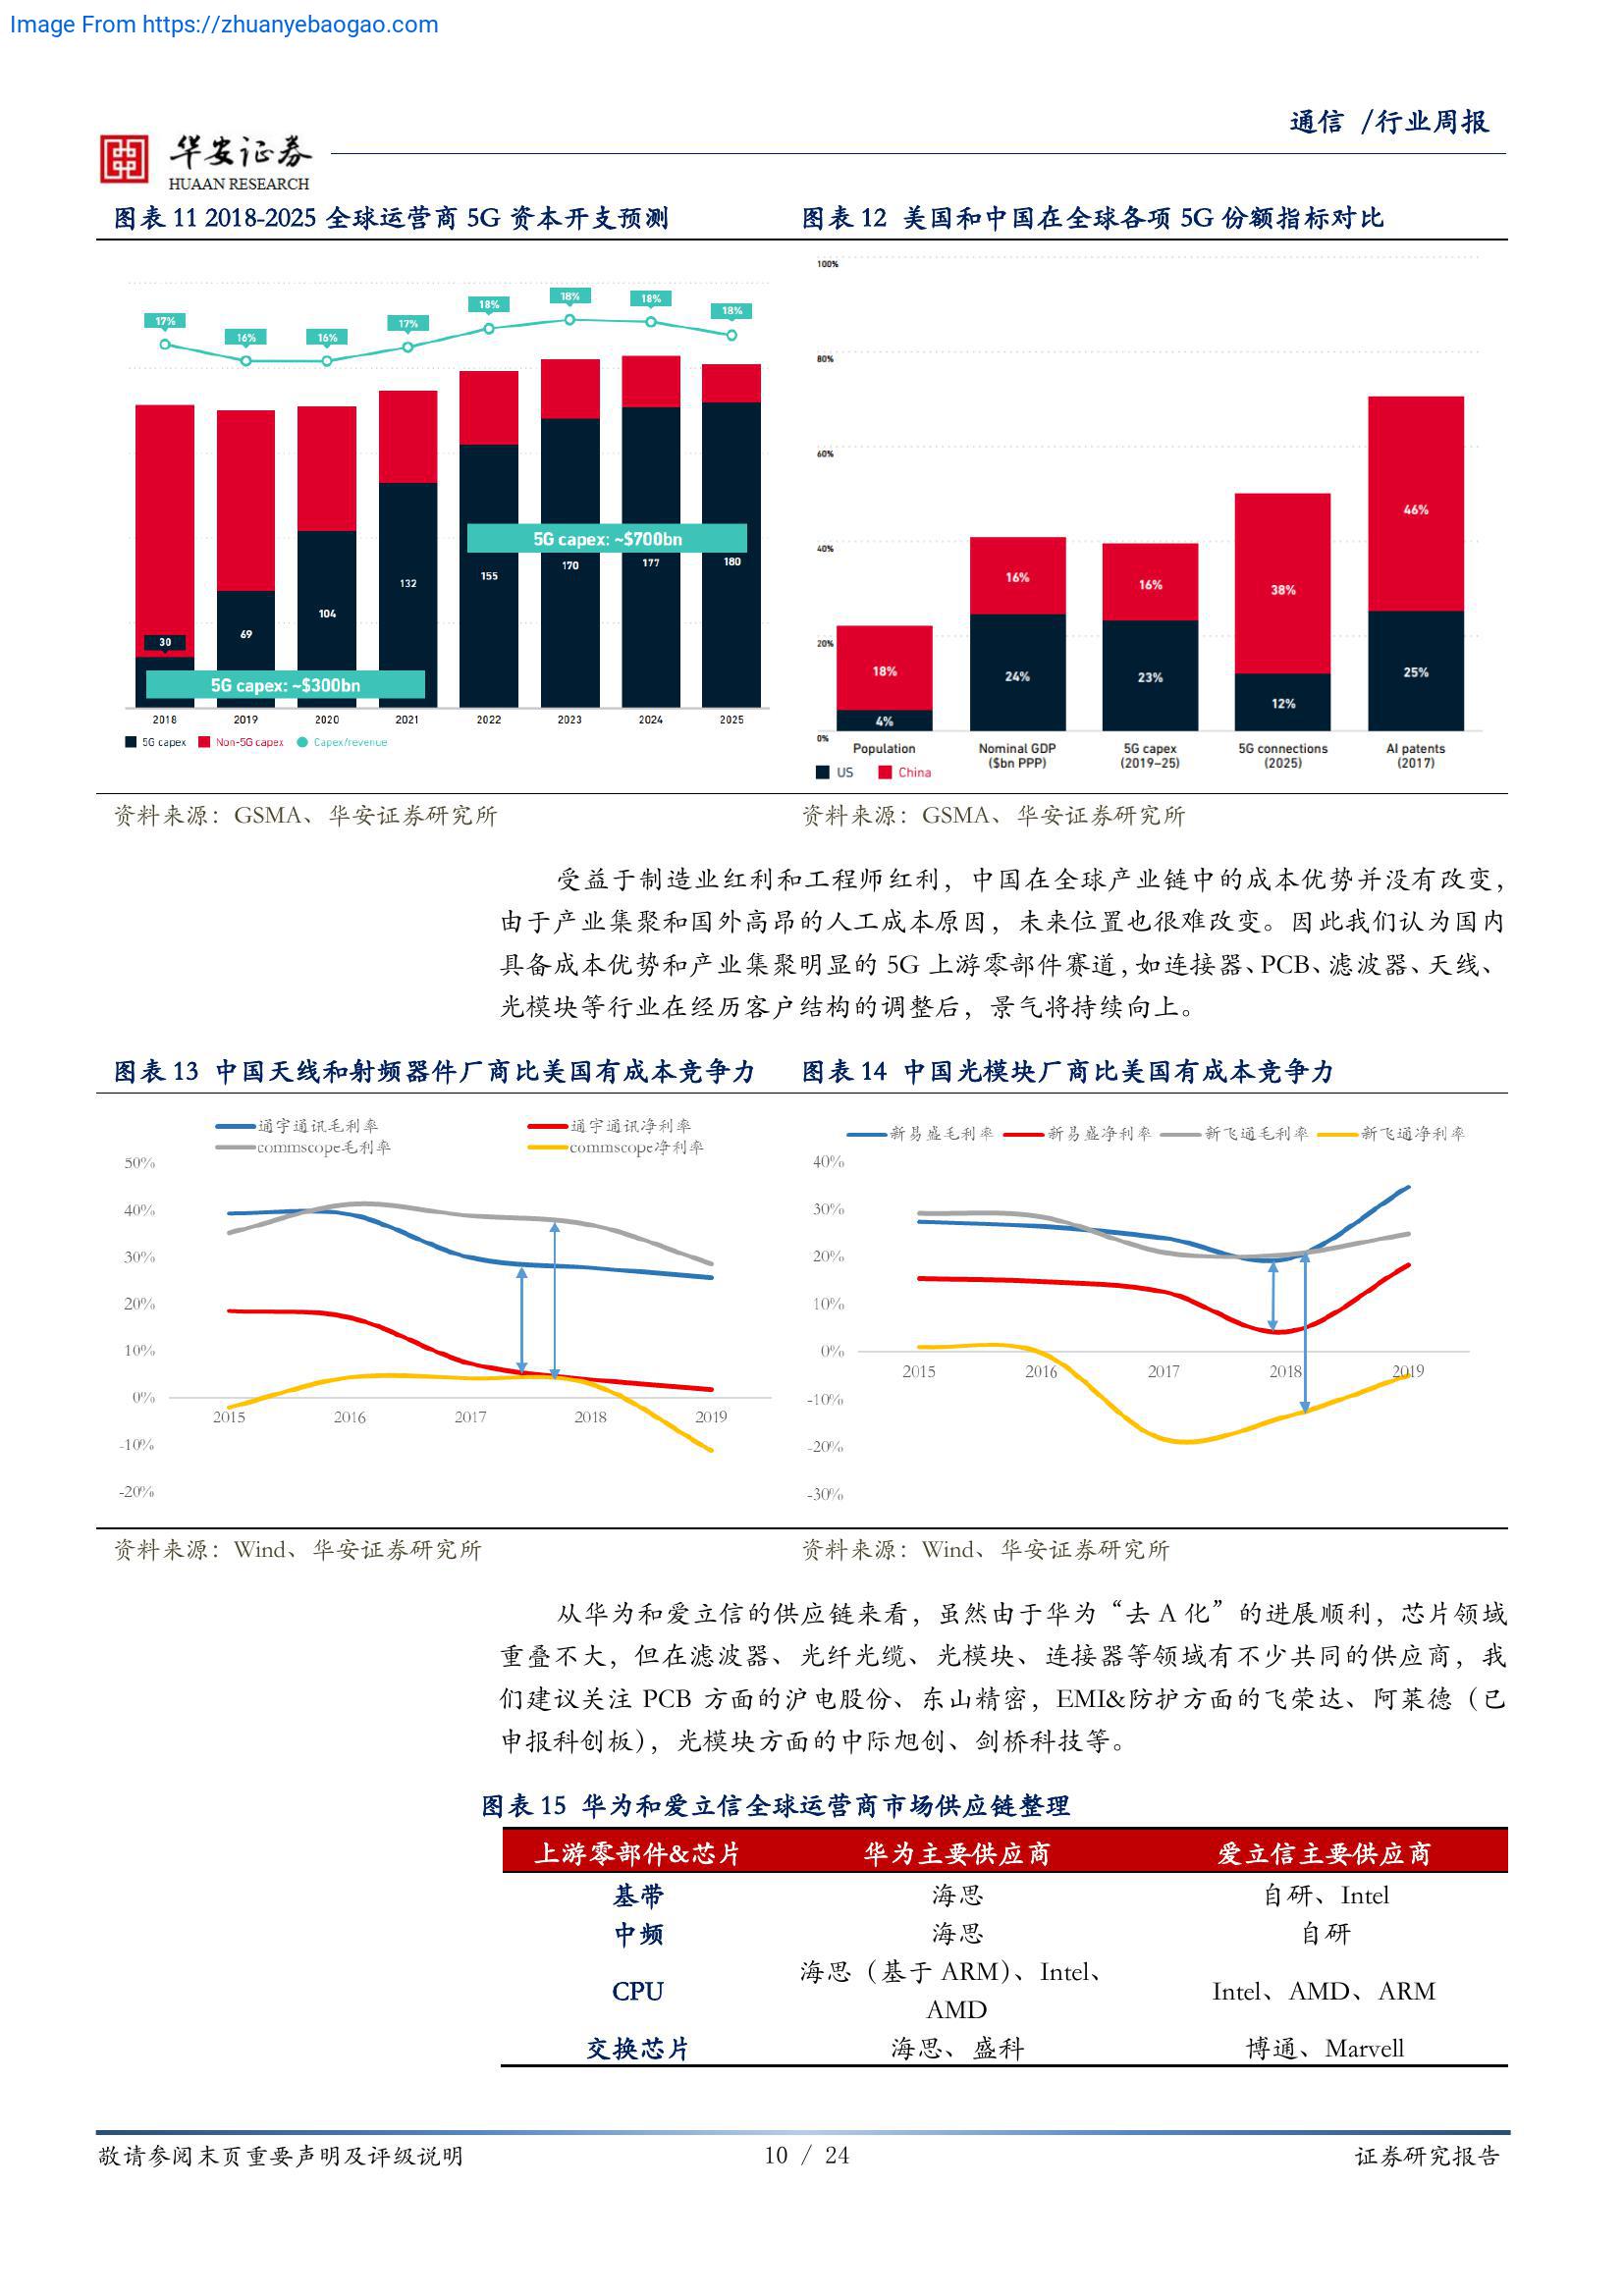 Image From https://zhuanyebaogao.com
通信 /行业周报
华安证券
HUAAN RESEARCH
图表 11 2018-2025 全球运营商 5G 资本开支预测
17% 16% 16% 17% 18% 18% 18% 18%
30 69 104 132 155 170 177 180
5G capex: ~$700bn
5G capex: ~$300bn
2018 2019 2020 2021 2022 2023 2024 2025
5G capex Non-5G capex Capex/revenue
资料来源：GSMA、华安证券研究所
图表 12 美国和中国在全球各项 5G 份额指标对比
100%
80%
60%
40%
20%
0%
18% 16% 16% 38% 46%
4% 24% 23% 12% 25%
Population Nominal GDP 5G capex 5G connections AI patents
($bn PPP) (2019–25) (2025) (2017)
US China
资料来源：GSMA、华安证券研究所
受益于制造业红利和工程师红利，中国在全球产业链中的成本优势并没有改变，
由于产业集聚和国外高昂的人工成本原因，未来位置也很难改变。因此我们认为国内
具备成本优势和产业集聚明显的 5G 上游零部件赛道，如连接器、PCB、滤波器、天线、
光模块等行业在经历客户结构的调整后，景气将持续向上。
图表 13 中国天线和射频器件厂商比美国有成本竞争力
通宇通讯毛利率 通宇通讯净利率
commscope毛利率 commscope净利率
50%
40%
30%
20%
10%
0%
-10%
-20%
2015 2016 2017 2018 2019
资料来源：Wind、华安证券研究所
图表 14 中国光模块厂商比美国有成本竞争力
新易盛毛利率 新易盛净利率 新飞通毛利率 新飞通净利率
40%
30%
20%
10%
0%
-10%
-20%
-30%
2015 2016 2017 2018 2019
资料来源：Wind、华安证券研究所
从华为和爱立信的供应链来看，虽然由于华为“去 A 化”的进展顺利，芯片领域
重叠不大，但在滤波器、光纤光缆、光模块、连接器等领域有不少共同的供应商，我
们建议关注 PCB 方面的沪电股份、东山精密，EMI&防护方面的飞荣达、阿莱德（已
申报科创板），光模块方面的中际旭创、剑桥科技等。
图表 15 华为和爱立信全球运营商市场供应链整理
上游零部件&芯片 华为主要供应商 爱立信主要供应商
基带 海思 自研、Intel
中频 海思 自研
CPU 海思（基于 ARM）、Intel、 Intel、AMD、ARM
AMD
交换芯片 海思、盛科 博通、Marvell
敬请参阅末页重要声明及评级说明 10 / 24 证券研究报告